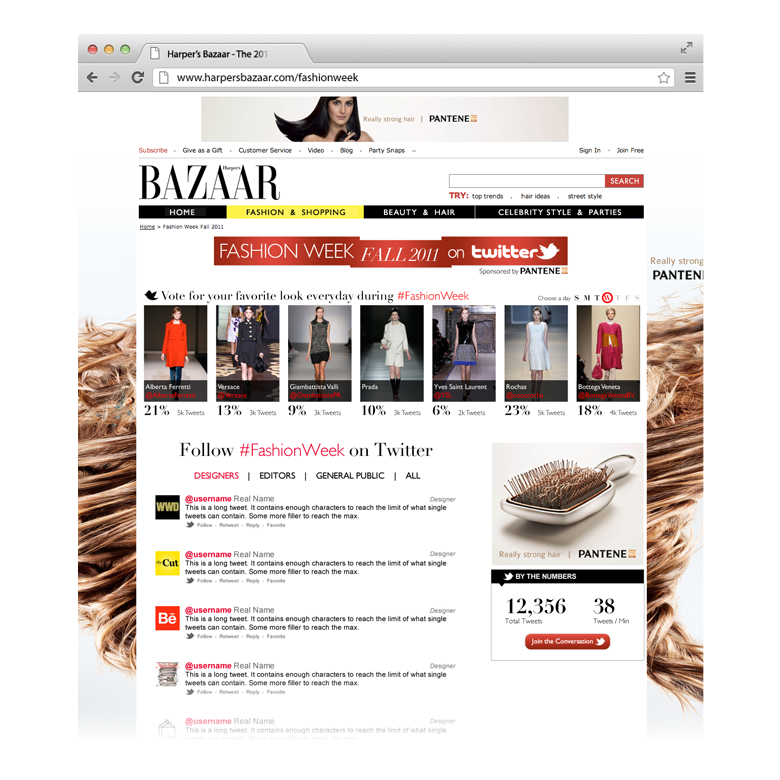 Harper's Bazaar - The 201
www.harpersbazaar.com/fashionweek
Really strong hair | PANTENE
Subscribe - Give as a Gift - Customer Service - Video - Blog - Party Snaps
Sign In - Join Free
Harper's
BAZAAR
SEARCH
TRY: top trends , hair ideas , street style
HOME
FASHION & SHOPPING
BEAUTY & HAIR
CELEBRITY STYLE & PARTIES
Home > Fashion Week Fall 2011
FASHION WEEK FALL 2011 on twitter
Sponsored by PANTENE
Really strong
PANTENE
Vote for your favorite look everyday during #FashionWeek
Choose a day S M T W T F S
Alberta Ferretti
21% 5k Tweets
Versace
@Versace
13% 3k Tweets
Giambattista Valli
9% 3k Tweets
Prada
10% 3k Tweets
Yves Saint Laurent
@YSL
6% 2k Tweets
Rochas
23% 5k Tweets
Bottega Veneta
18% 4k Tweets
Follow #FashionWeek on Twitter
DESIGNERS | EDITORS | GENERAL PUBLIC | ALL
WWD
@username Real Name
Designer
This is a long tweet. It contains enough characters to reach the limit of what single
tweets can contain. Some more filler to reach the max.
Follow - Retweet - Reply - Favorite
the Cut
@username Real Name
Designer
This is a long tweet. It contains enough characters to reach the limit of what single
tweets can contain. Some more filler to reach the max.
Follow - Retweet - Reply - Favorite
Bē
@username Real Name
Designer
This is a long tweet. It contains enough characters to reach the limit of what single
tweets can contain. Some more filler to reach the max.
Follow - Retweet - Reply - Favorite
@username Real Name
Designer
This is a long tweet. It contains enough characters to reach the limit of what single
tweets can contain. Some more filler to reach the max.
Follow - Retweet - Reply - Favorite
@username Real Name
Designer
This is a long tweet. It contains enough characters to reach the limit of what single
tweets can contain. Some more filler to reach the max.
Really strong hair | PANTENE
BY THE NUMBERS
12,356
Total Tweets
38
Tweets / Min
Join the Conversation